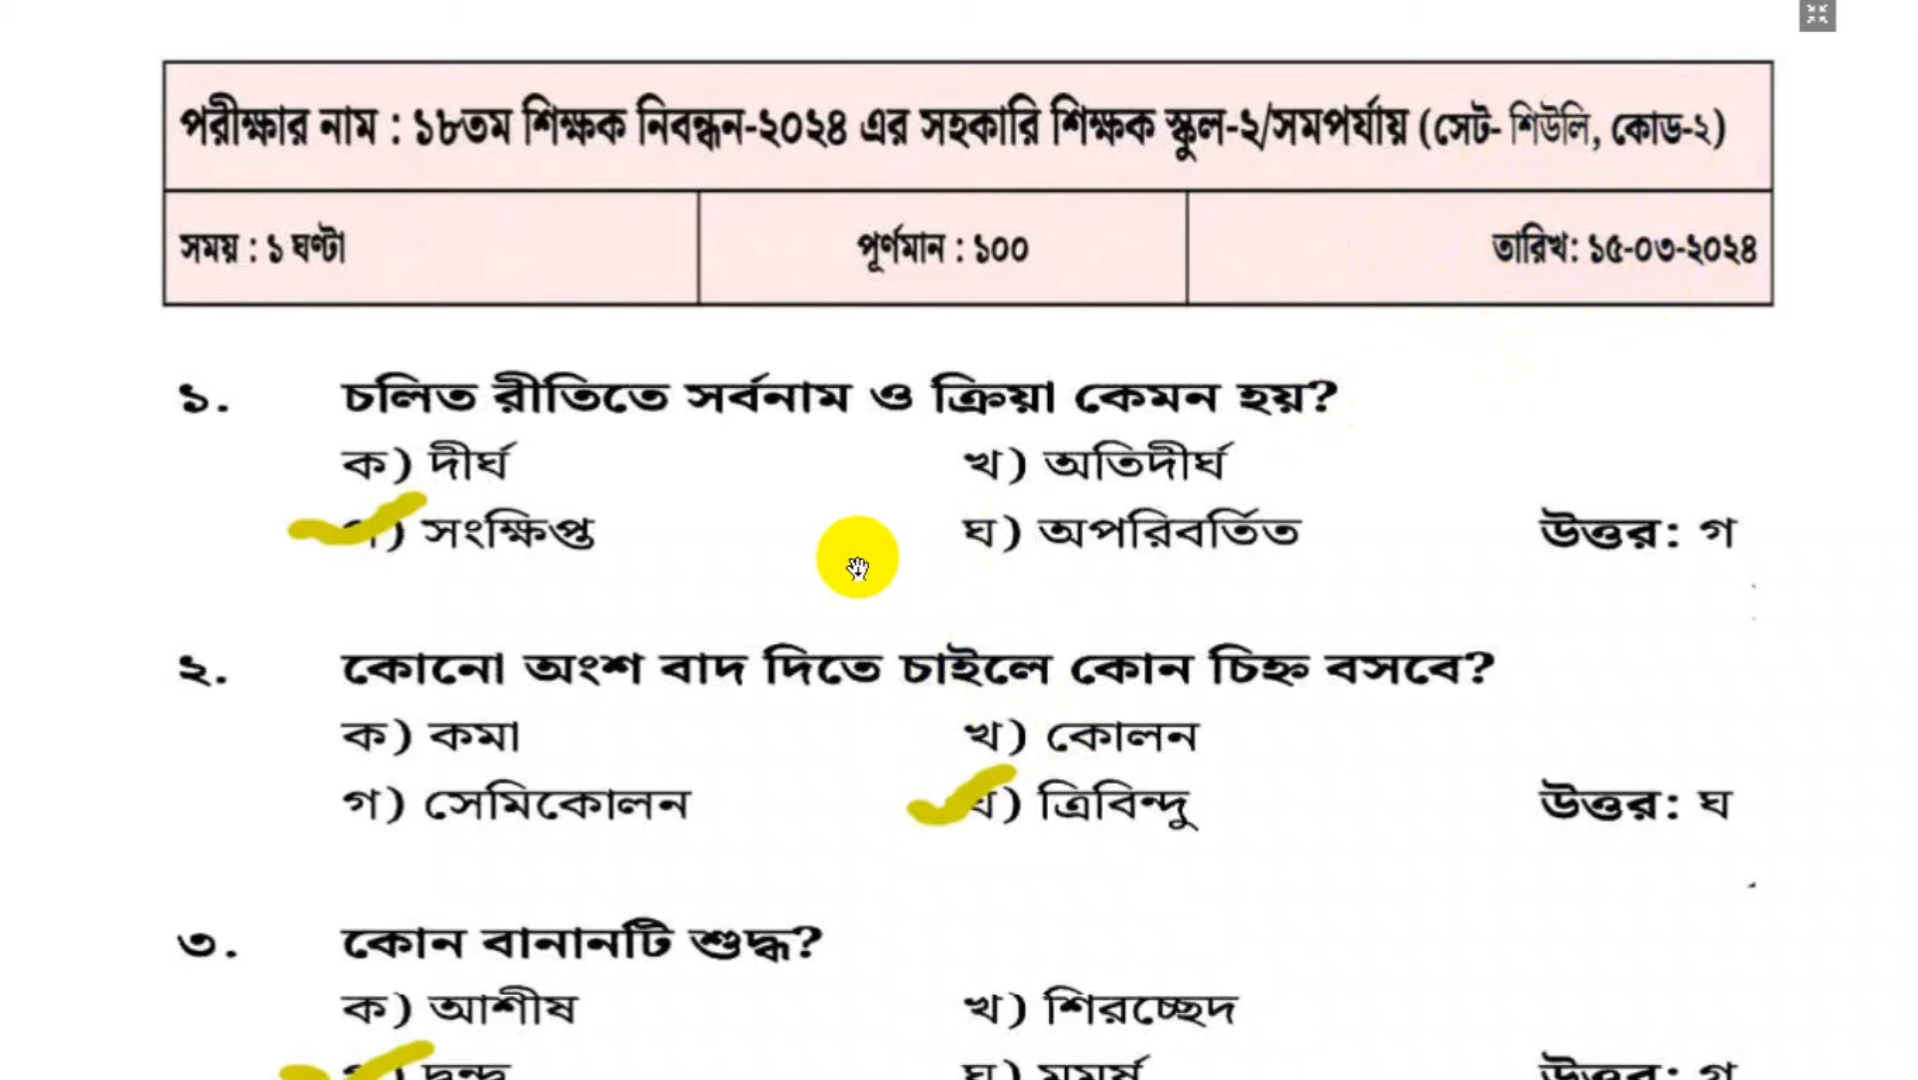 পরীক্ষার নাম : ১৮তম শিক্ষক নিবন্ধন-২০২৪ এর সহকারি শিক্ষক স্কুল-২/সমপর্যায় (সেট- শিউলি, কোড-২)
সময় : ১ ঘণ্টা পূর্ণমান : ১০০ তারিখ: ১৫-০৩-২০২৪
১. চলিত রীতিতে সর্বনাম ও ক্রিয়া কেমন হয়?
ক) দীর্ঘ খ) অতিদীর্ঘ
গ) সংক্ষিপ্ত ঘ) অপরিবর্তিত উত্তর: গ
২. কোনো অংশ বাদ দিতে চাইলে কোন চিহ্ন বসবে?
ক) কমা খ) কোলন
গ) সেমিকোলন ঘ) ত্রিবিন্দু উত্তর: ঘ
৩. কোন বানানটি শুদ্ধ?
ক) আশীষ খ) শিরচ্ছেদ
উত্তর: গ